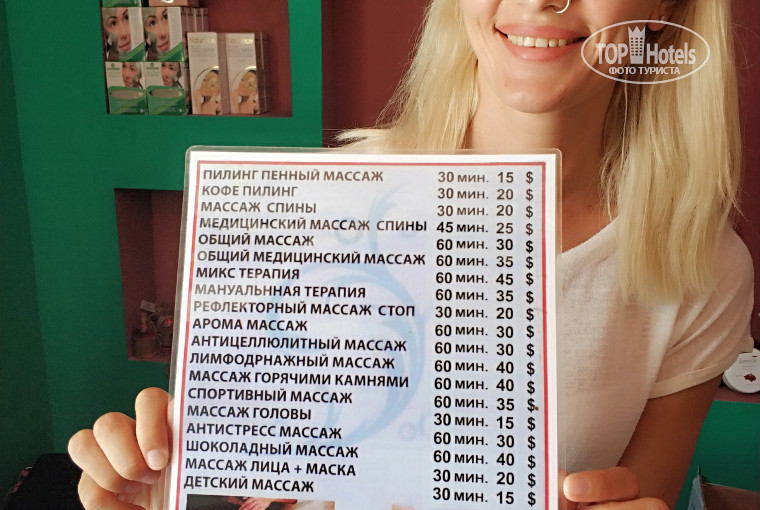 TOP Hotels
ФОТО ТУРИСТА
ПИЛИНГ ПЕННЫЙ МАССАЖ 30 МИН. 15 $
КОФЕ ПИЛИНГ 30 МИН. 20 $
МАССАЖ СПИНЫ 30 МИН. 20 $
МЕДИЦИНСКИЙ МАССАЖ СПИНЫ 45 МИН. 25 $
ОБЩИЙ МАССАЖ 60 МИН. 30 $
ОБЩИЙ МЕДИЦИНСКИЙ МАССАЖ 60 МИН. 35 $
МИКС ТЕРАПИЯ 60 МИН. 45 $
МАНУАЛЬННАЯ ТЕРАПИЯ 60 МИН. 35 $
РЕФЛЕКТОРНЫЙ МАССАЖ СТОП 30 МИН. 20 $
АРОМА МАССАЖ 60 МИН. 30 $
АНТИЦЕЛЛЮЛИТНЫЙ МАССАЖ 60 МИН. 30 $
ЛИМФОДРНАЖНЫЙ МАССАЖ 60 МИН. 40 $
МАССАЖ ГОРЯЧИМИ КАМНЯМИ 60 МИН. 40 $
СПОРТИВНЫЙ МАССАЖ 60 МИН. 35 $.
МАССАЖ ГОЛОВЫ 30 МИН. 15 $
АНТИСТРЕСС МАССАЖ 60 МИН. 30 $
ШОКОЛАДНЫЙ МАССАЖ 60 МИН. 40 $
МАССАЖ ЛИЦА + МАСКА 30 МИН. 20 $
ДЕТСКИЙ МАССАЖ 30 МИН. 15 $